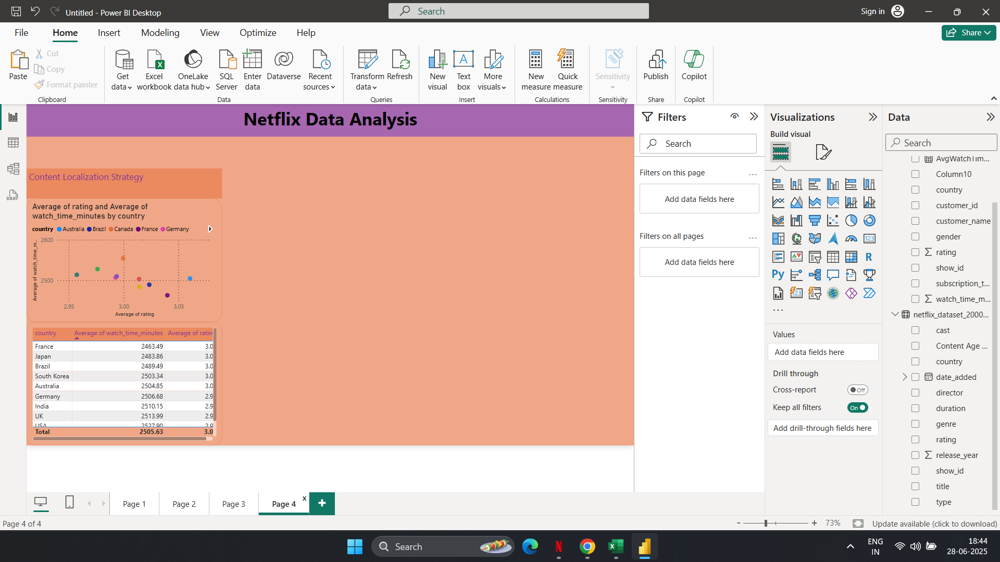 Untitled - Power BI Desktop
Search
Sign in
File
Home
Insert
Modeling
View
Optimize
Help
Share
Paste
Cut
Copy
Format painter
Clipboard
Get data
Excel workbook
OneLake data hub
SQL Server
Enter data
Dataverse
Recent sources
Data
Transform data
Refresh
Queries
New visual
Text box
More visuals
Insert
New measure
Quick measure
Calculations
Sensitivity
Sensitivity
Publish
Share
Copilot
Copilot
Netflix Data Analysis
Content Localization Strategy
Average of rating and Average of
watch_time_minutes by country
country Australia Brazil Canada France Germany
Average of watch_time_m...
2600
2500
2.95 3.00 3.05
Average of rating
country Average of watch_time_minutes Average of ratin
France 2463.49 3.0
Japan 2483.86 3.0
Brazil 2489.49 3.0
South Korea 2503.34 3.0
Australia 2504.85 3.0
Germany 2506.68 2.9
India 2510.15 2.9
UK 2513.99 2.9
USA 2527.90 2.9
Total 2505.63 3.0
Filters
Search
Filters on this page ...
Add data fields here
Filters on all pages ...
Add data fields here
Visualizations
Build visual
123
R
Py
123
...
Values
Add data fields here
Drill through
Cross-report Off
Keep all filters On
Add drill-through fields here
Data
Search
AvgWatchTim...
Column10
country
customer_id
customer_name
gender
rating
show_id
subscription_t...
watch_time_m...
netflix_dataset_2000...
cast
Content Age ...
country
date_added
director
duration
genre
rating
release_year
show_id
title
type
DAX
Page 1
Page 2
Page 3
Page 4 x
+
Page 4 of 4
- + 73%
Update available (click to download)
Search
ENG
IN
18:44
28-06-2025